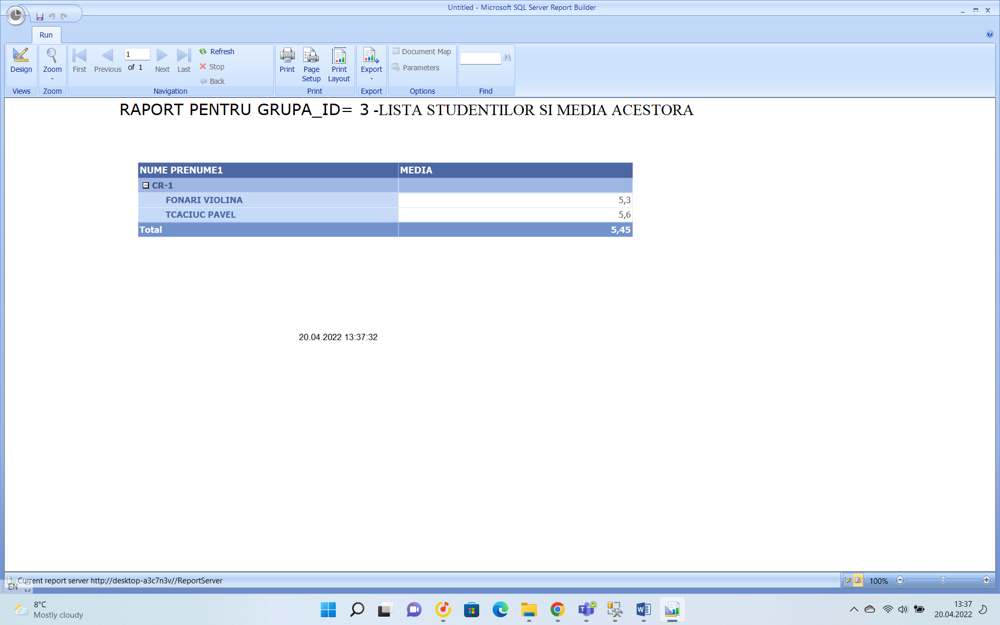 Untitled - Microsoft SQL Server Report Builder
Run
Design
Zoom
First
Previous
1
of 1
Next
Last
Refresh
Stop
Back
Print
Page
Setup
Print
Layout
Export
Document Map
Parameters
Views
Zoom
Navigation
Print
Export
Options
Find
RAPORT PENTRU GRUPA_ID= 3 -LISTA STUDENTILOR SI MEDIA ACESTORA
NUME PRENUME1 MEDIA
CR-1
FONARI VIOLINA 5,3
TCACIUC PAVEL 5,6
Total 5,45
20.04.2022 13:37:32
Current report server http://desktop-a3c7n3v//ReportServer
100%
EN
8°C
Mostly cloudy
13:37
20.04.2022